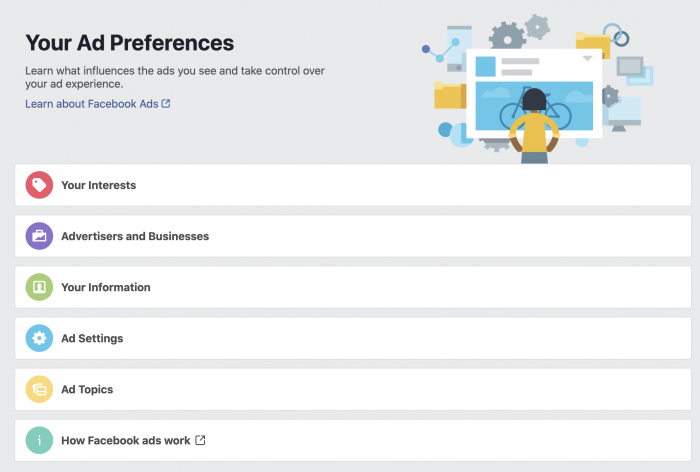 Your Ad Preferences
Learn what influences the ads you see and take control over
your ad experience.
Learn about Facebook Ads
Your Interests
Advertisers and Businesses
Your Information
Ad Settings
Ad Topics
How Facebook ads work